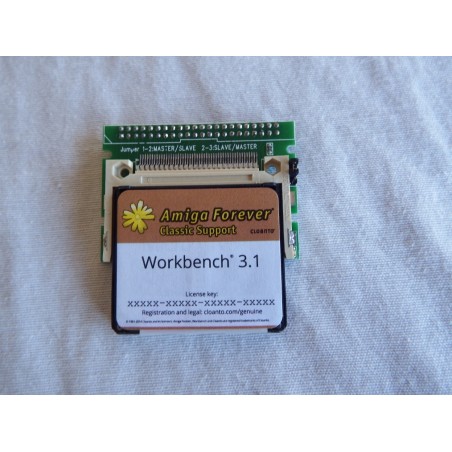 Jumper 1-2:MASTER/SLAVE 2-3:SLAVE/MASTER
Amiga Forever
Classic Support
CLOANTO
Workbench® 3.1
License key:
xxxxx-xxxxx-xxxxx-xxxxx
Registration and legal: cloanto.com/genuine